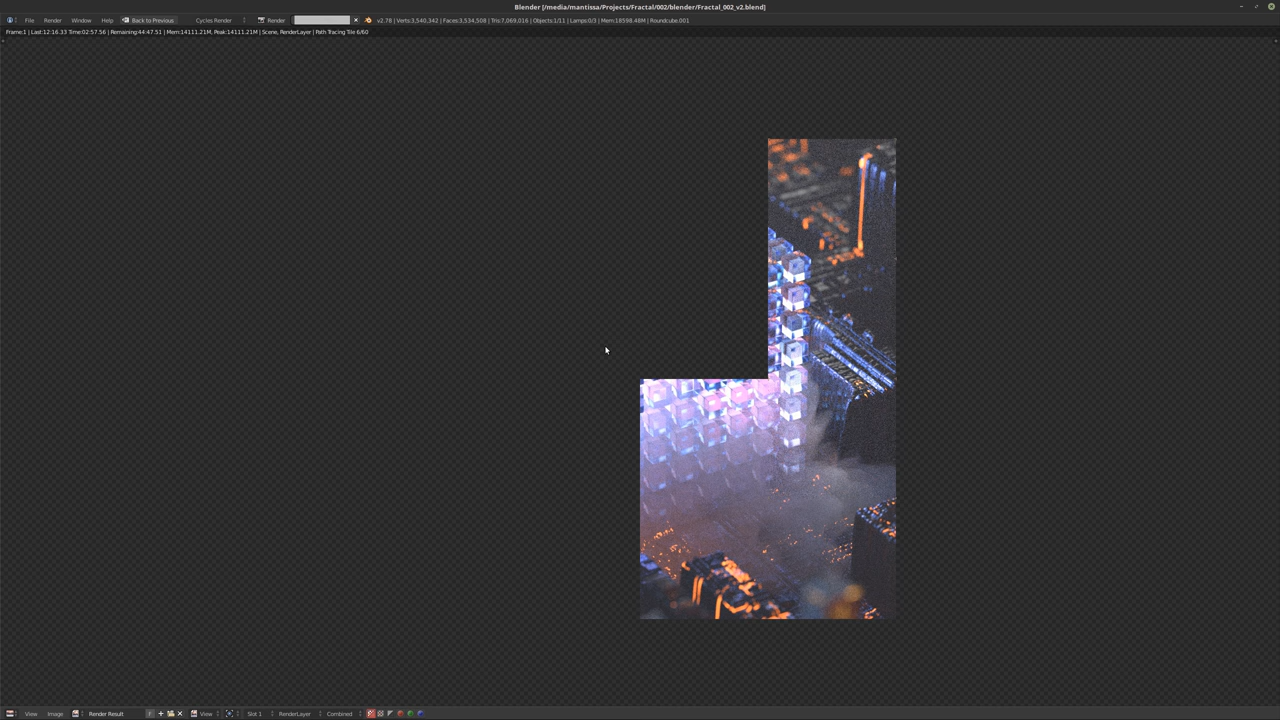 Blender [/media/mantissa/Projects/Fractal/002/blender/Fractal_002_v2.blend]
File Render Window Help Back to Previous Cycles Render Render v2.78 | Verts:3,540,342 | Faces:3,534,508 | Tris:7,069,016 | Objects:1/11 | Lamps:0/3 | Mem:18598.48M | Roundcube.001
Frame:1 | Last:12:16.33 Time:02:57.56 | Remaining:44:47.51 | Mem:14111.21M, Peak:14111.21M | Scene, RenderLayer | Path Tracing Tile 6/60
View Image Render Result F View Slot 1 RenderLayer Combined